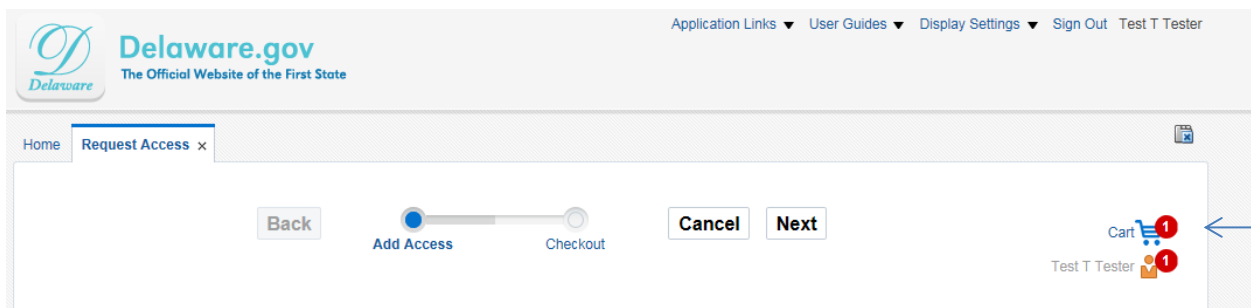 Application Links User Guides Display Settings Sign Out Test T Tester
Delaware
Delaware.gov
The Official Website of the First State
Home Request Access x
Back Add Access Checkout Cancel Next
Cart 1
Test T Tester 1